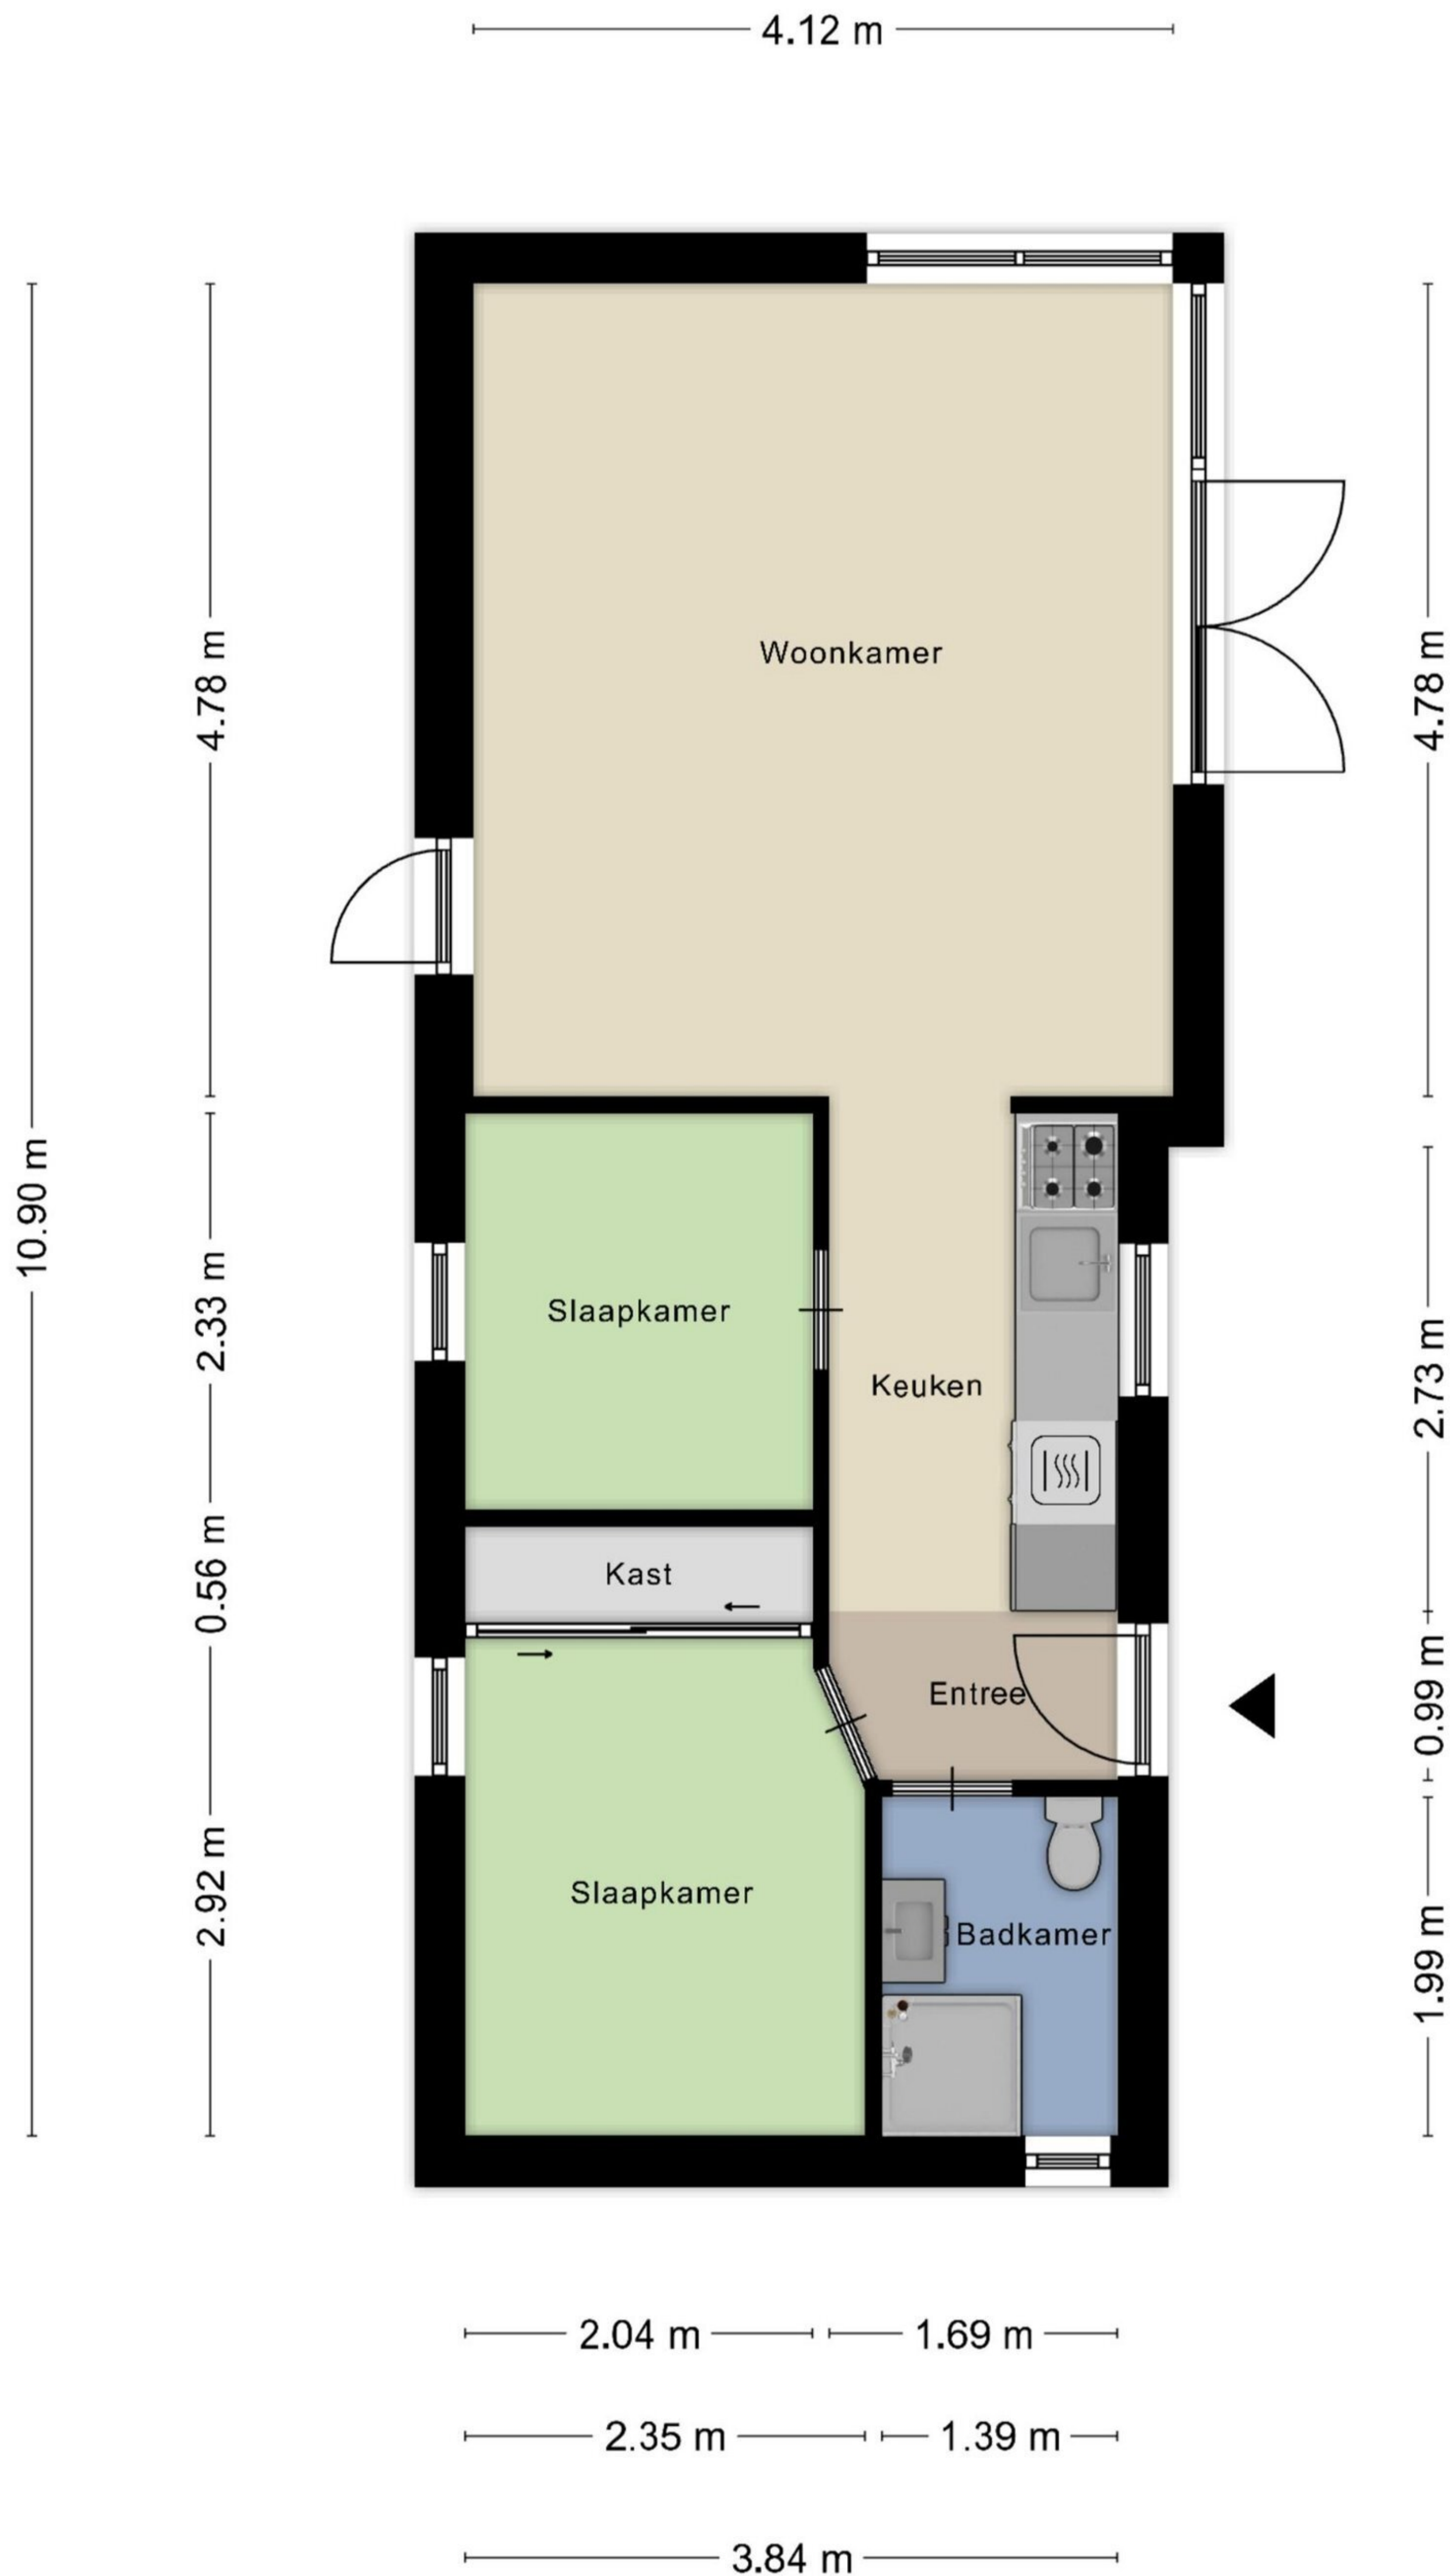 4.12 m
Woonkamer
4.78 m
4.78 m
10.90 m
Slaapkamer
2.33 m
Keuken
2.73 m
Kast
0.56 m
Entree
0.99 m
Slaapkamer
2.92 m
Badkamer
1.99 m
2.04 m
1.69 m
2.35 m
1.39 m
3.84 m